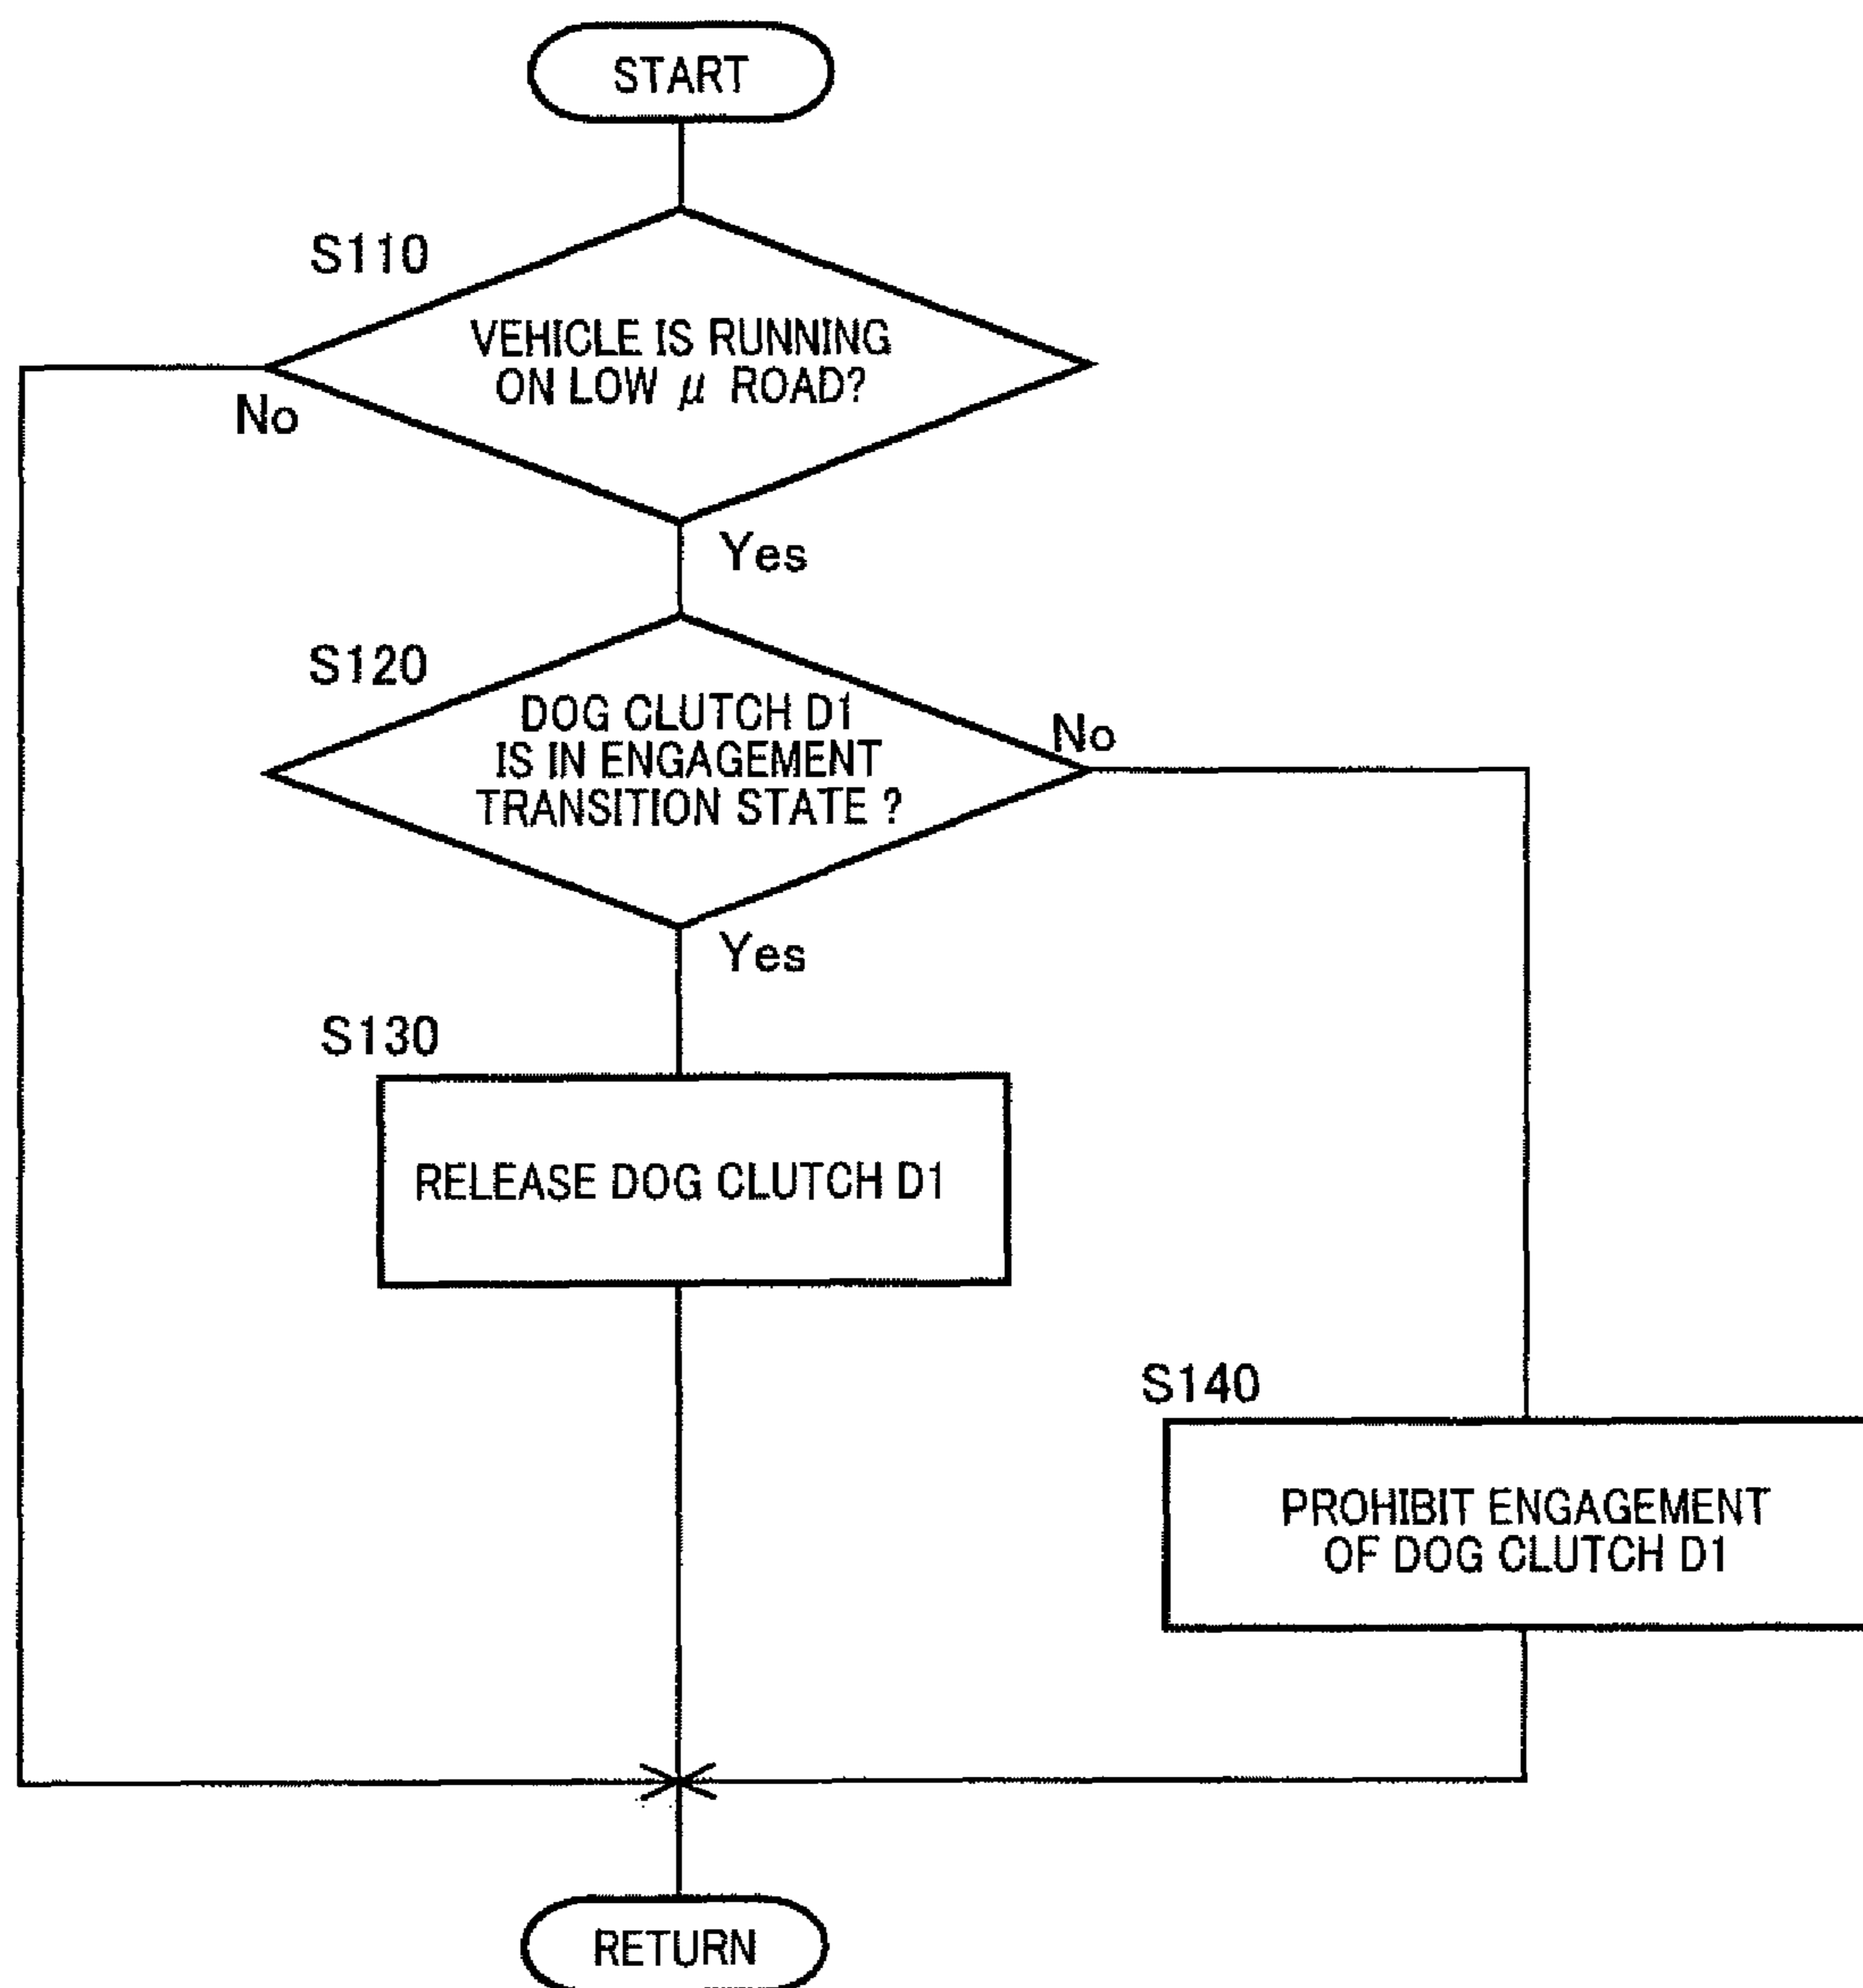 START
S110
VEHICLE IS RUNNING
ON LOW μ ROAD?
No
Yes
S120
DOG CLUTCH D1
IS IN ENGAGEMENT
TRANSITION STATE ?
No
Yes
S130
RELEASE DOG CLUTCH D1
S140
PROHIBIT ENGAGEMENT
OF DOG CLUTCH D1
RETURN